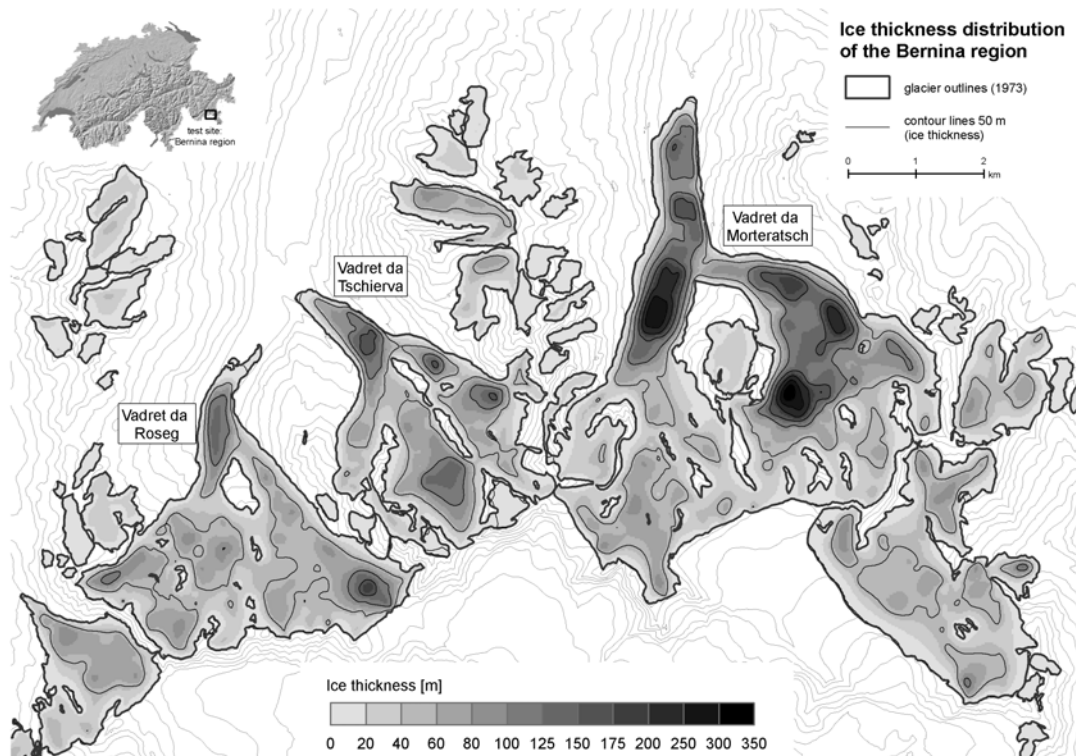 test site:
Bernina region
Ice thickness distribution
of the Bernina region
glacier outlines (1973)
contour lines 50 m
(ice thickness)
0 1 2
km
Vadret da
Morteratsch
Vadret da
Tschierva
Vadret da
Roseg
Ice thickness [m]
0 20 40 60 80 100 125 150 175 200 250 300 350